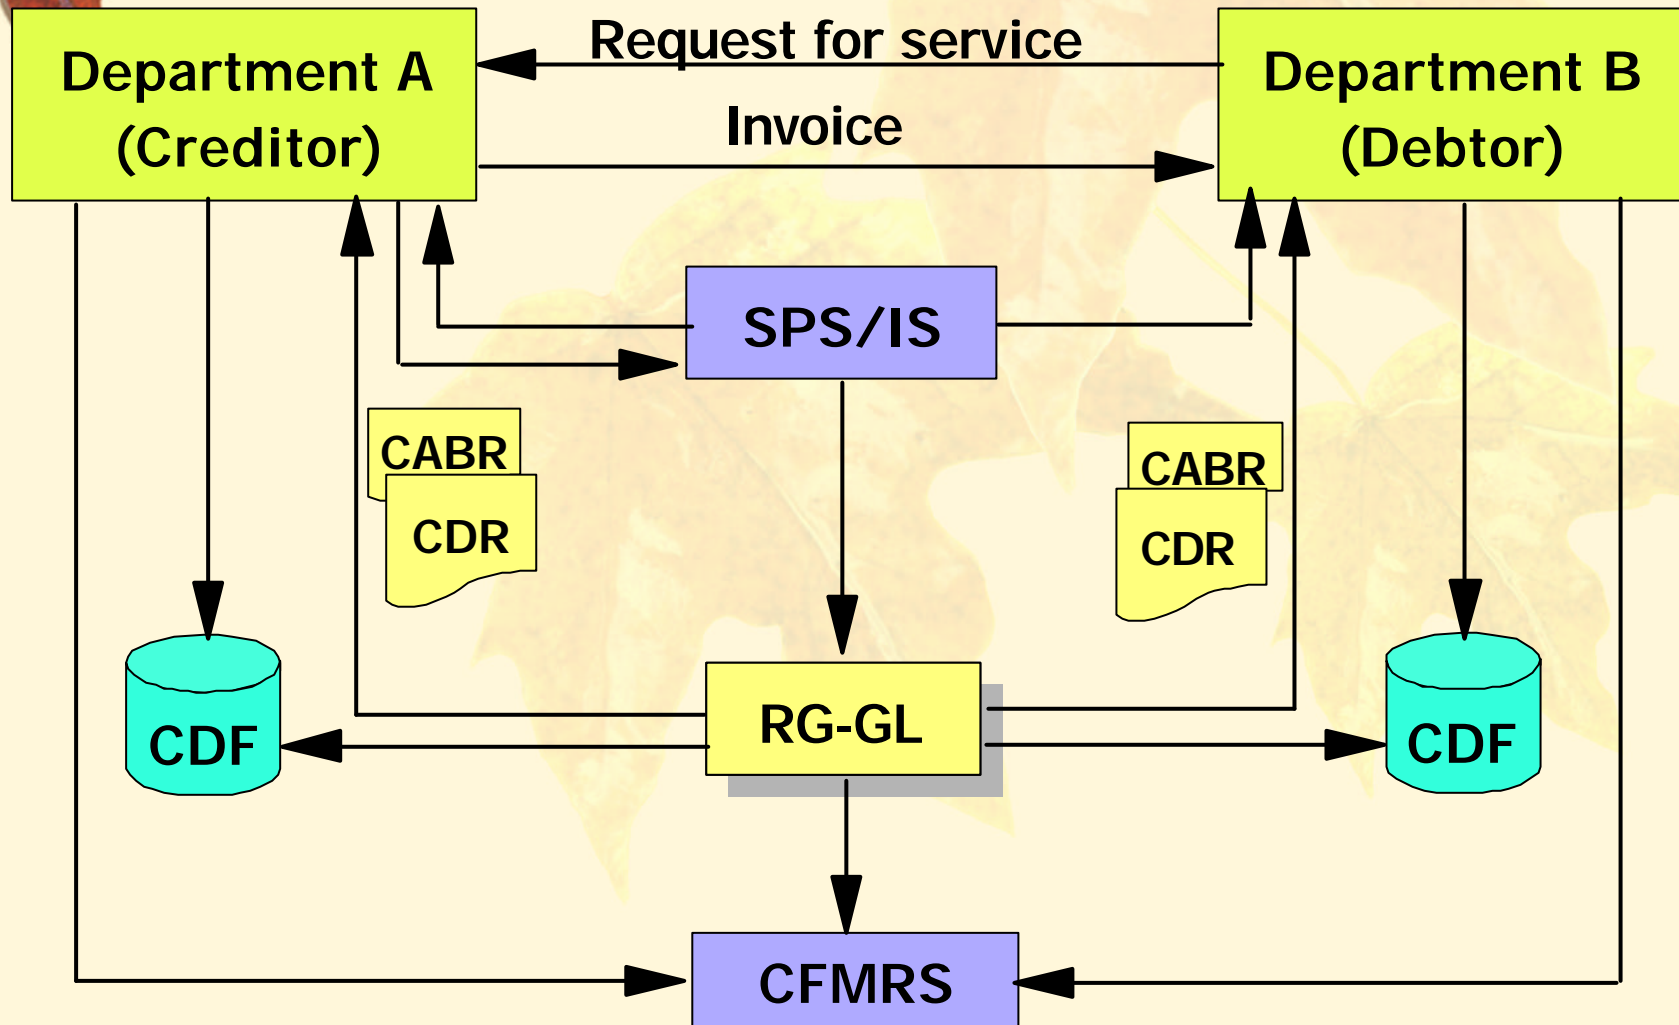 Department A
(Creditor)
Request for service
Invoice
Department B
(Debtor)
SPS/IS
CABR
CDR
CABR
CDR
CDF
RG-GL
CDF
CFMRS